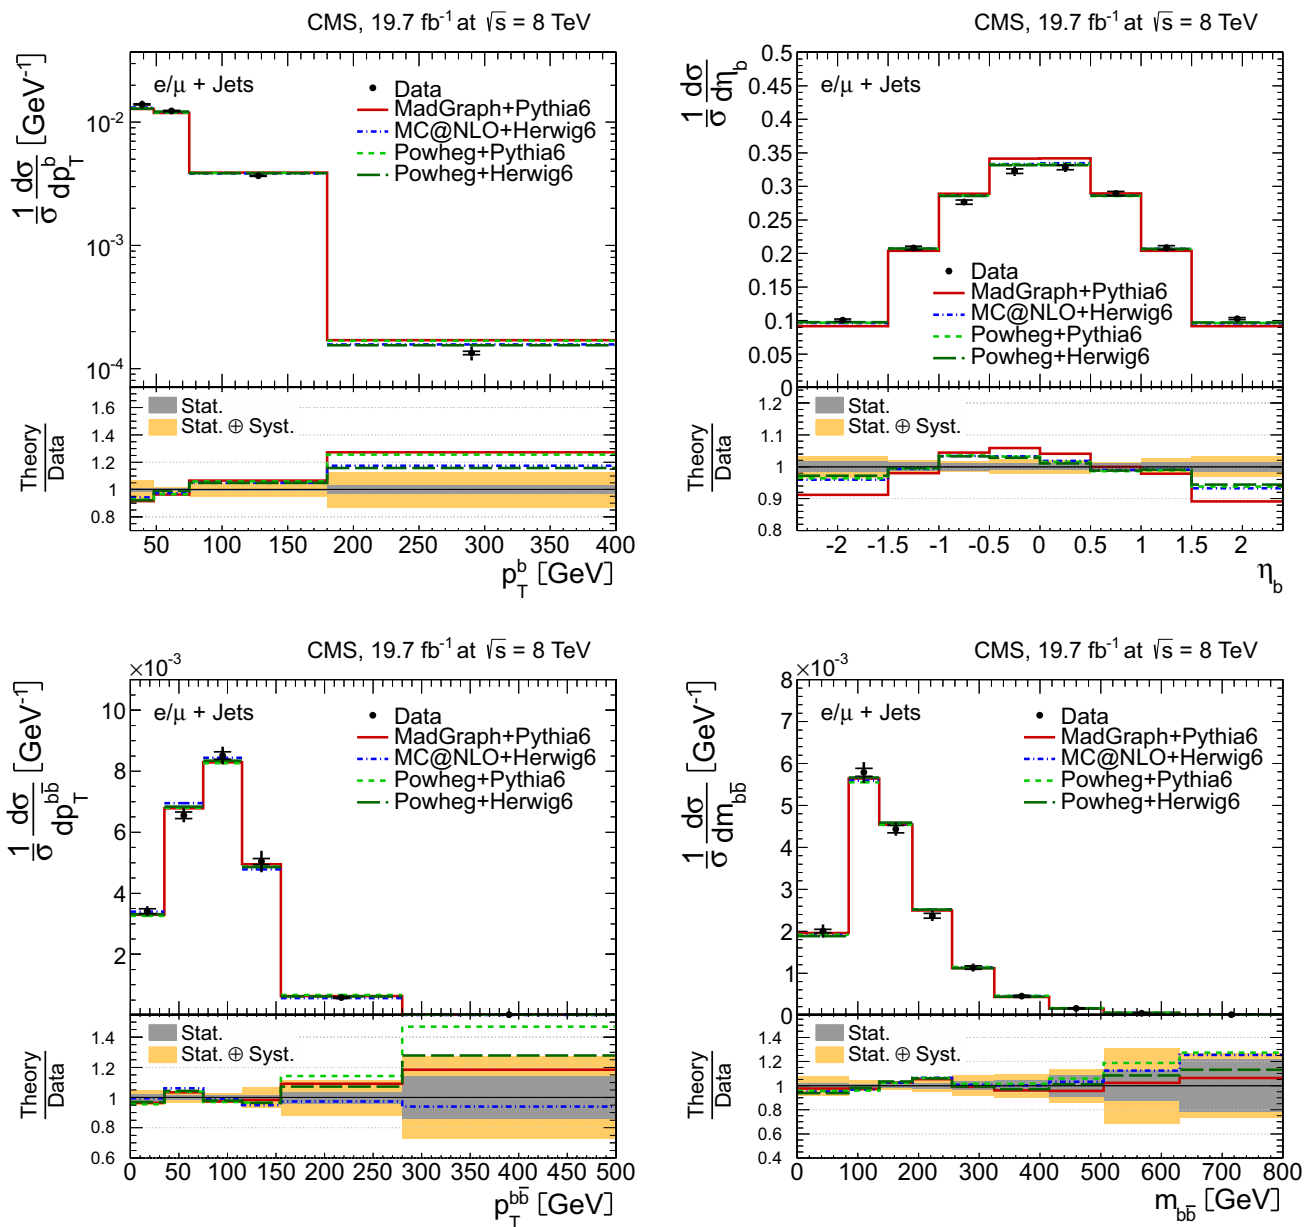 CMS, 19.7 fb⁻¹ at √s = 8 TeV
e/μ + Jets
Data
MadGraph+Pythia6
MC@NLO+Herwig6
Powheg+Pythia6
Powheg+Herwig6
1/σ dσ/dp_T^b [GeV⁻¹]
10⁻²
10⁻³
10⁻⁴
Stat.
Stat. ⊕ Syst.
Theory/Data
1.6
1.4
1.2
1
0.8
50 100 150 200 250 300 350 400
p_T^b [GeV]
CMS, 19.7 fb⁻¹ at √s = 8 TeV
e/μ + Jets
1/σ dσ/dη_b
0.5
0.45
0.4
0.35
0.3
0.25
0.2
0.15
0.1
0.05
0
Data
MadGraph+Pythia6
MC@NLO+Herwig6
Powheg+Pythia6
Powheg+Herwig6
Stat.
Stat. ⊕ Syst.
Theory/Data
1.2
1.1
1
0.9
0.8
-2 -1.5 -1 -0.5 0 0.5 1 1.5 2
η_b
CMS, 19.7 fb⁻¹ at √s = 8 TeV
×10⁻³
e/μ + Jets
Data
MadGraph+Pythia6
MC@NLO+Herwig6
Powheg+Pythia6
Powheg+Herwig6
1/σ dσ/dp_T^bb̄ [GeV⁻¹]
10
8
6
4
2
Stat.
Stat. ⊕ Syst.
Theory/Data
1.4
1.2
1.0
0.8
0.6
0 50 100 150 200 250 300 350 400 450 500
p_T^bb̄ [GeV]
CMS, 19.7 fb⁻¹ at √s = 8 TeV
×10⁻³
e/μ + Jets
Data
MadGraph+Pythia6
MC@NLO+Herwig6
Powheg+Pythia6
Powheg+Herwig6
1/σ dσ/dm_bb̄ [GeV⁻¹]
8
7
6
5
4
3
2
1
0
Stat.
Stat. ⊕ Syst.
Theory/Data
1.4
1.2
1
0.8
0.6
0.4
0 100 200 300 400 500 600 700 800
m_bb̄ [GeV]